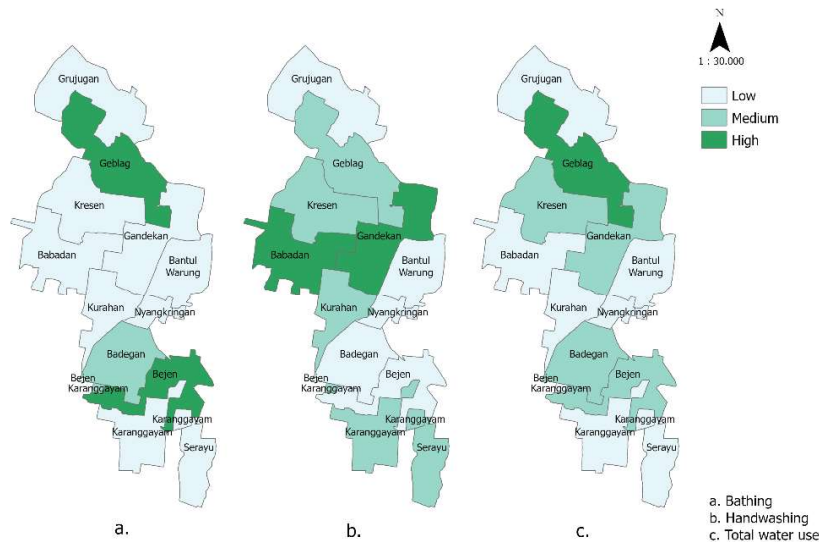 Grujugan
Geblag
Kresen
Gandekan
Babadan
Bantul
Warung
Kurahan
Nyangkringan
Badegan
Bejen
Bejen
Karanggayam
Karanggayam
Karanggayam
Serayu
a.
Grujugan
Geblag
Kresen
Gandekan
Babadan
Bantul
Warung
Kurahan
Nyangkringan
Badegan
Bejen
Bejen
Karanggayam
Karanggayam
Karanggayam
Serayu
b.
Grujugan
Geblag
Kresen
Gandekan
Babadan
Bantul
Warung
Kurahan
Nyangkringan
Badegan
Bejen
Bejen
Karanggayam
Karanggayam
Karanggayam
Serayu
c.
N
1 : 30.000
Low
Medium
High
a. Bathing
b. Handwashing
c. Total water use